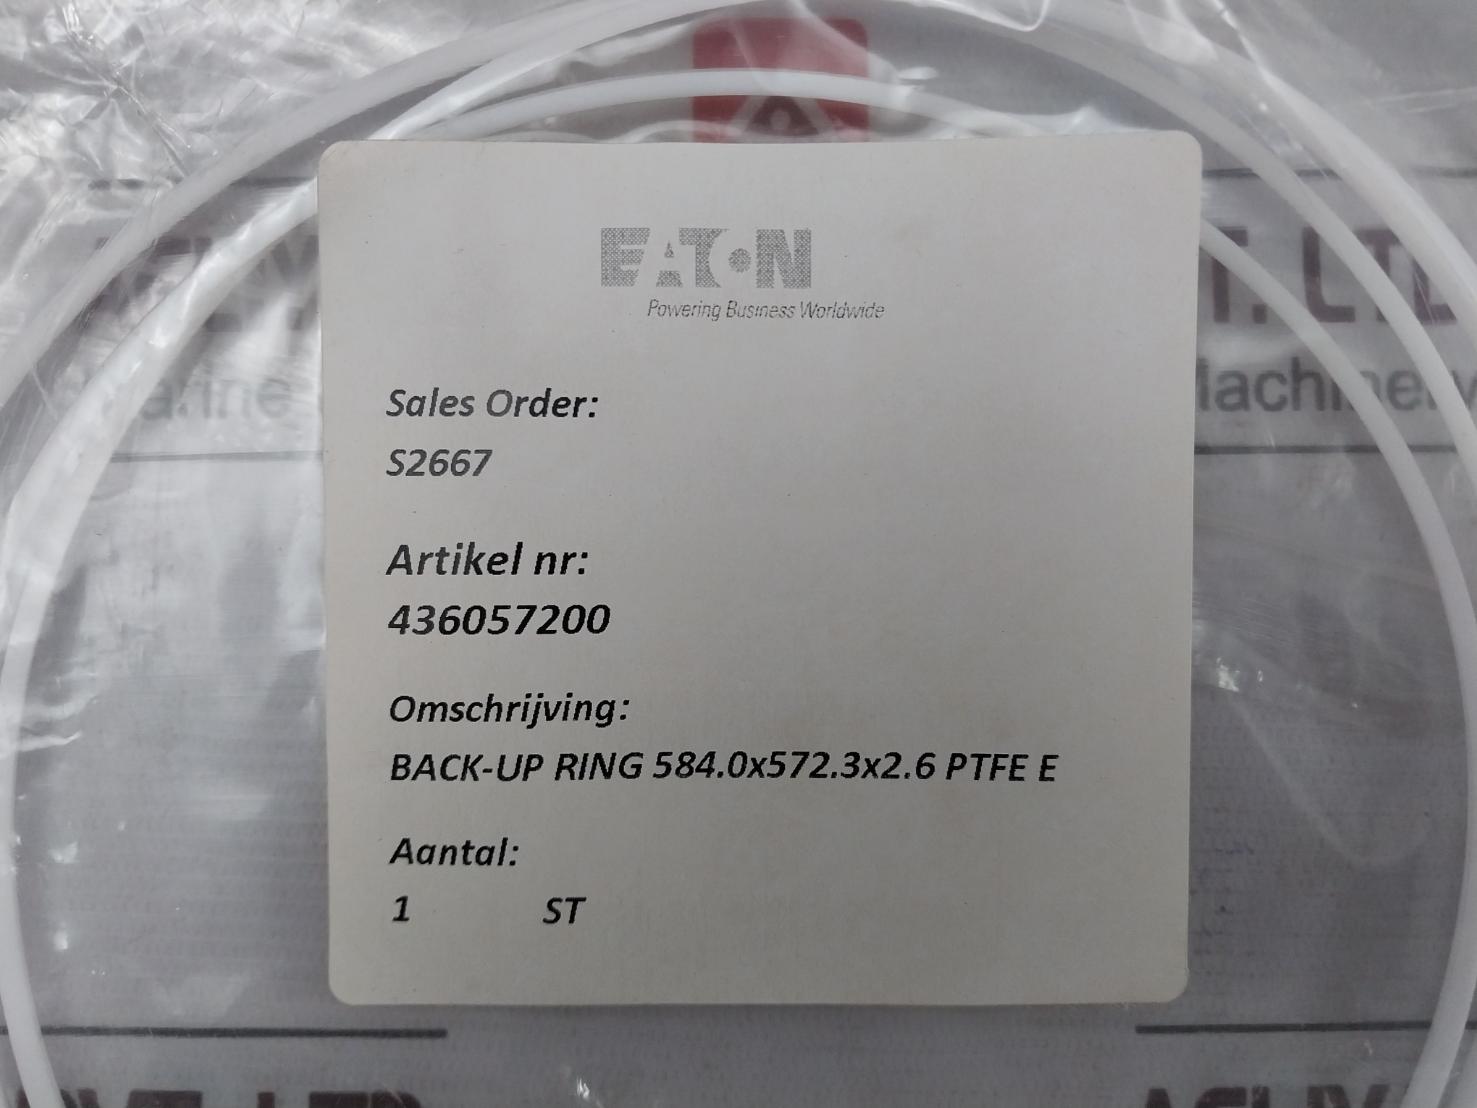 EATON
Powering Business Worldwide
Sales Order:
S2667
Artikel nr:
436057200
Omschrijving:
BACK-UP RING 584.0x572.3x2.6 PTFE E
Aantal:
1 ST